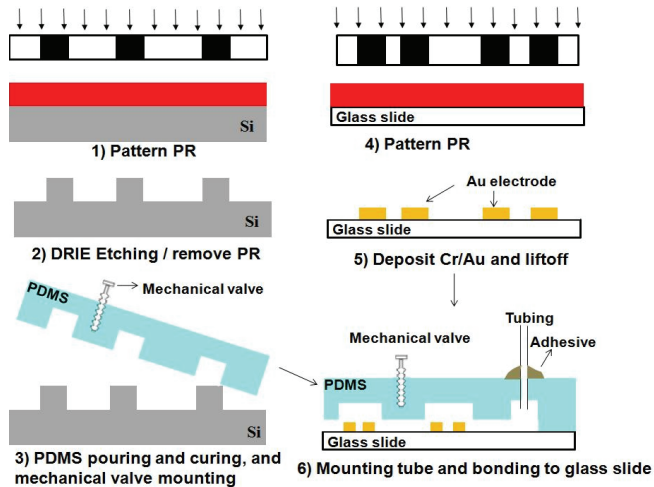 Si
1) Pattern PR
Si
2) DRIE Etching / remove PR
PDMS
Mechanical valve
Si
3) PDMS pouring and curing, and
mechanical valve mounting
Glass slide
4) Pattern PR
Au electrode
Glass slide
5) Deposit Cr/Au and liftoff
Tubing
Mechanical valve
Adhesive
PDMS
Glass slide
6) Mounting tube and bonding to glass slide